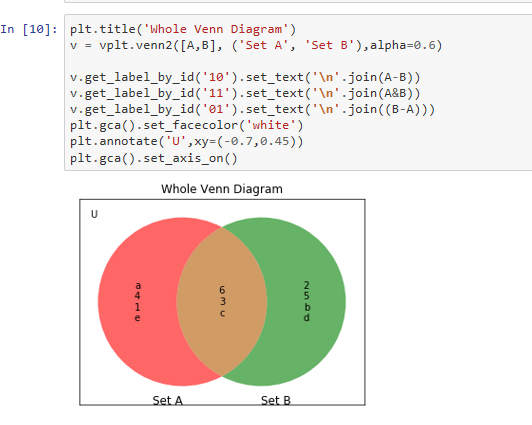 In [10]: plt.title('Whole Venn Diagram')
v = vplt.venn2([A,B], ('Set A', 'Set B'),alpha=0.6)
v.get_label_by_id('10').set_text('\n'.join(A-B))
v.get_label_by_id('11').set_text('\n'.join(A&B))
v.get_label_by_id('01').set_text('\n'.join((B-A)))
plt.gca().set_facecolor('white')
plt.annotate('U',xy=(-0.7,0.45))
plt.gca().set_axis_on()
Whole Venn Diagram
U
a
4
1
e
6
3
c
2
5
b
d
Set A
Set B